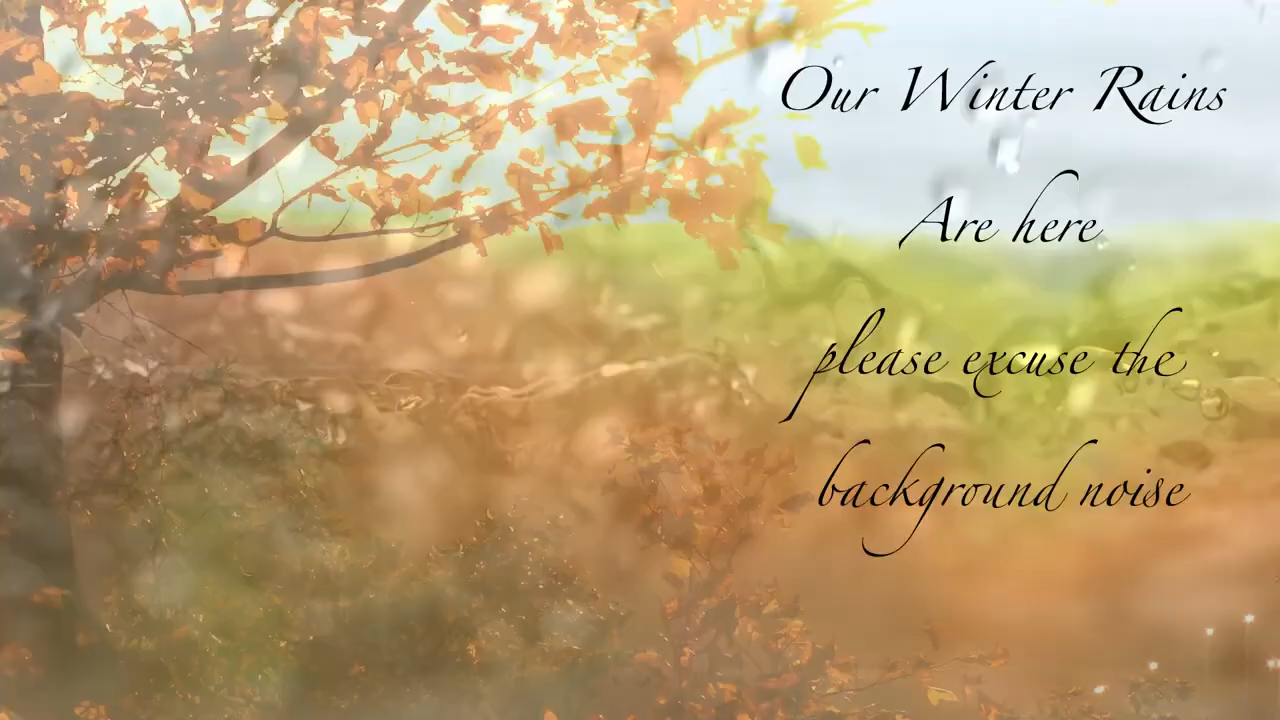 Our Winter Rains
Are here
please excuse the
background noise